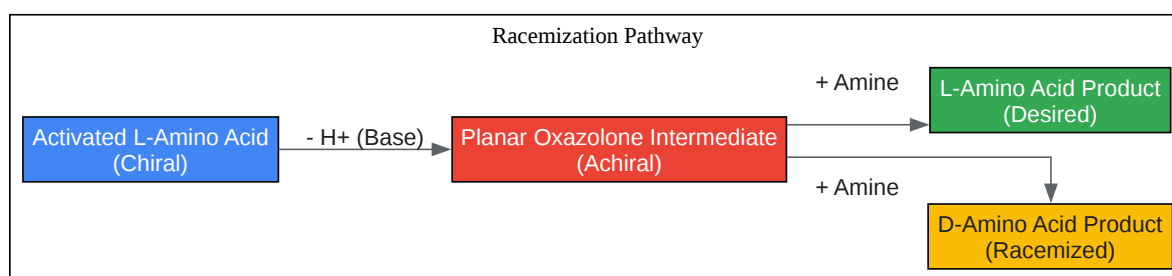 Racemization Pathway
Activated L-Amino Acid
(Chiral)
- H+ (Base)
Planar Oxazolone Intermediate
(Achiral)
+ Amine
L-Amino Acid Product
(Desired)
+ Amine
D-Amino Acid Product
(Racemized)